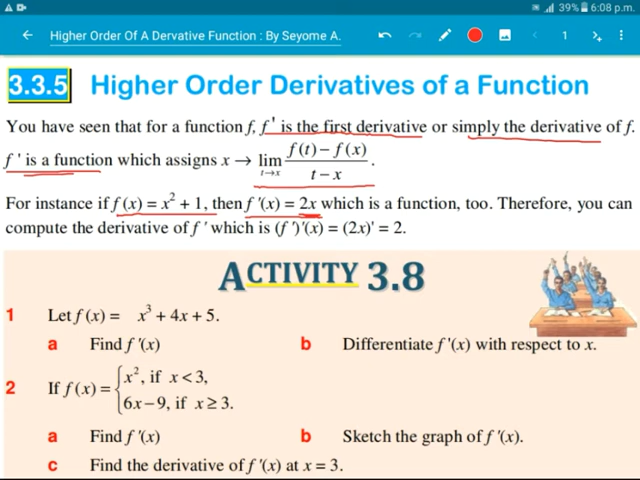 39% 6:08 p.m.
Higher Order Of A Dervative Function : By Seyome A.
1
3.3.5 Higher Order Derivatives of a Function
You have seen that for a function f, f ' is the first derivative or simply the derivative of f.
f ' is a function which assigns x → lim t→x f(t) – f(x) / t – x .
For instance if f(x) = x² + 1, then f '(x) = 2x which is a function, too. Therefore, you can
compute the derivative of f ' which is (f ')'(x) = (2x)' = 2.
ACTIVITY 3.8
1 Let f (x) = x³ + 4x + 5.
a Find f '(x) b Differentiate f '(x) with respect to x.
2 If f (x) = { x², if x < 3,
6x – 9, if x ≥ 3.
a Find f '(x) b Sketch the graph of f '(x).
c Find the derivative of f '(x) at x = 3.